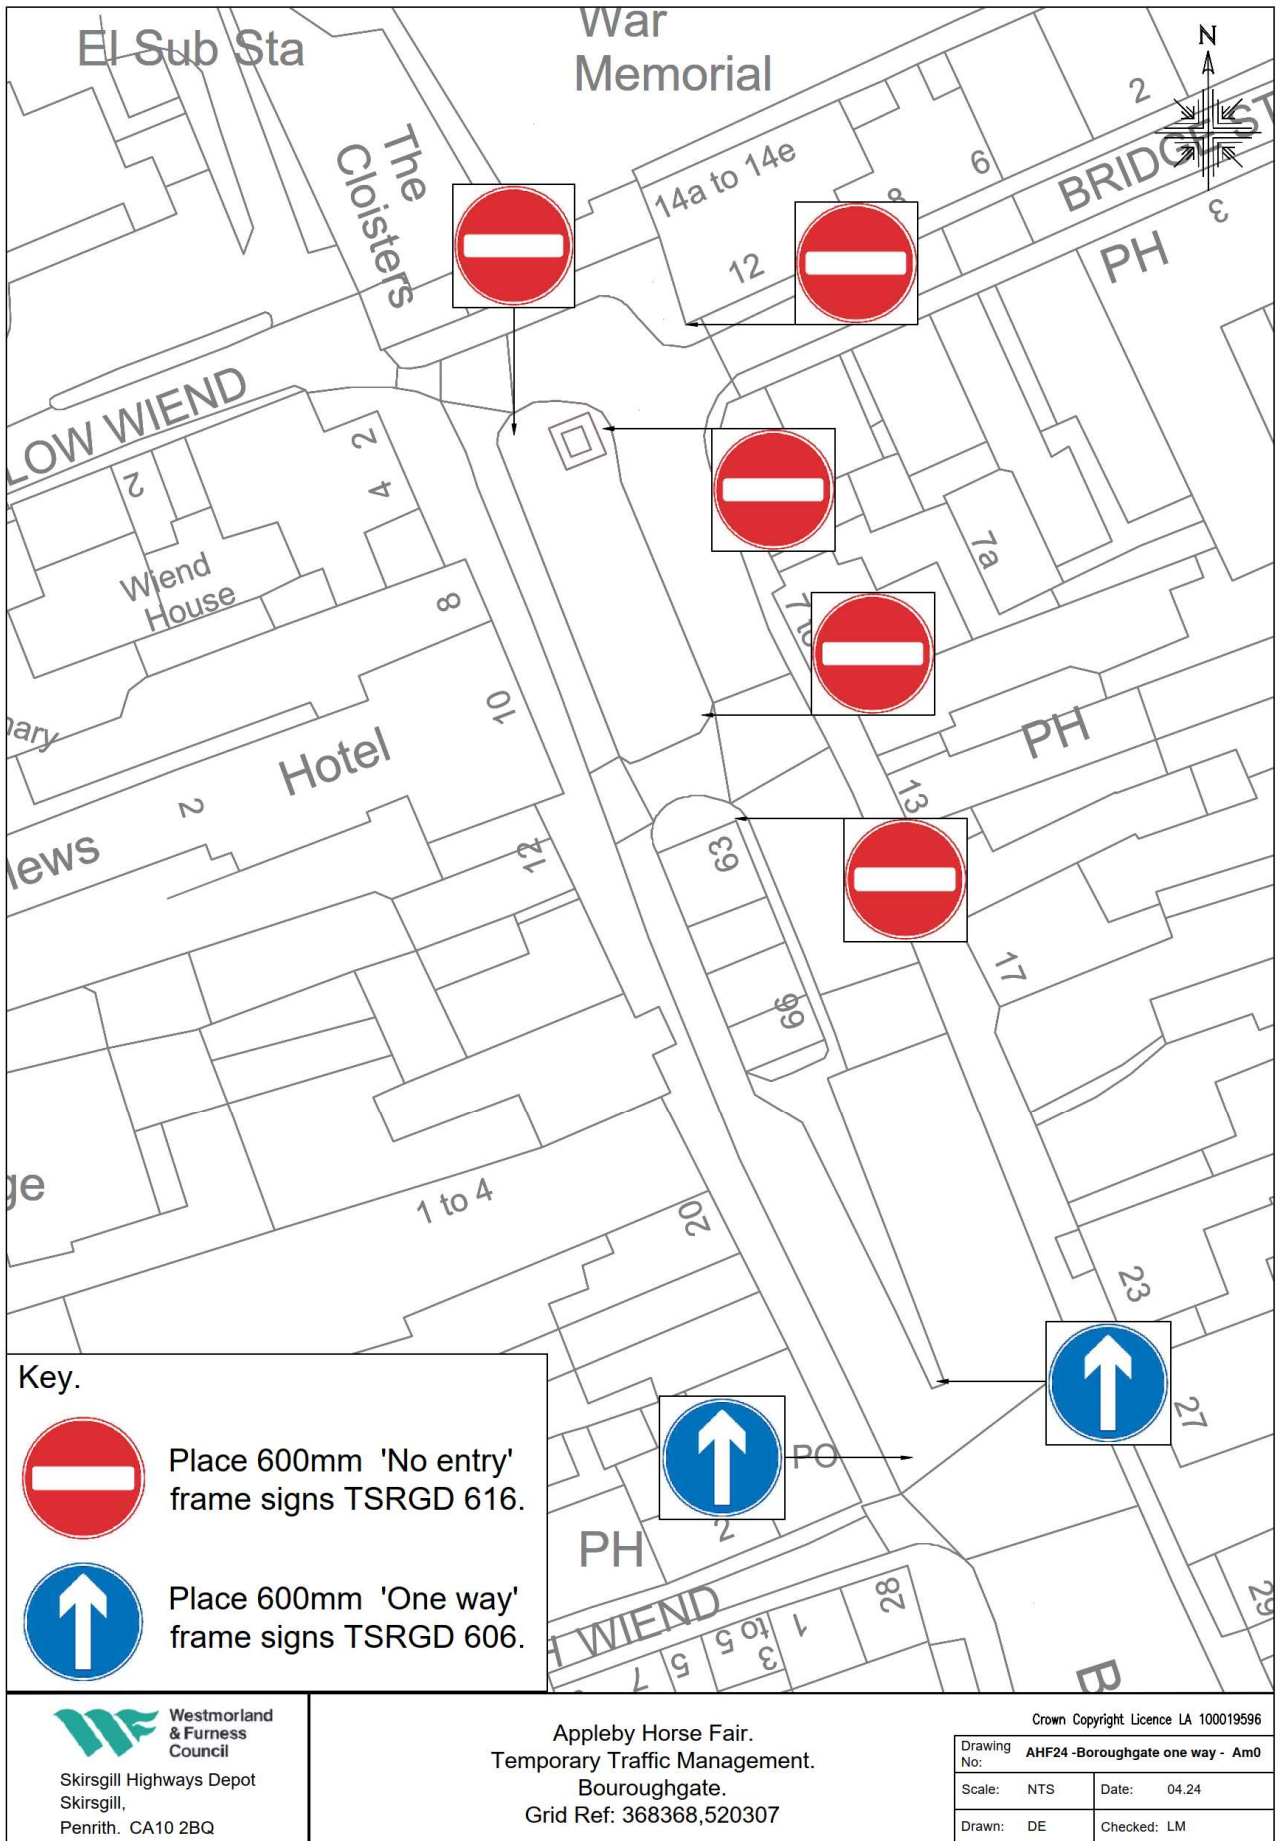 El Sub Sta
War
Memorial
N
The
Cloisters
14a to 14e
12
8
6
2
BRIDGE ST
3
PH
LOW WIEND
2
2
4
Wiend
House
8
10
7a
7 to
PH
13
Hotel
2
12
63
66
17
1 to 4
20
23
27
PO
PH
2
WIEND
7
5
3 to 5
1
28
29
B
Key.
Place 600mm 'No entry'
frame signs TSRGD 616.
Place 600mm 'One way'
frame signs TSRGD 606.
Westmorland
& Furness
Council
Skirsgill Highways Depot
Skirsgill,
Penrith. CA10 2BQ
Appleby Horse Fair.
Temporary Traffic Management.
Bouroughgate.
Grid Ref: 368368,520307
Crown Copyright Licence LA 100019596
Drawing No: AHF24 -Boroughgate one way - Am0
Scale: NTS Date: 04.24
Drawn: DE Checked: LM